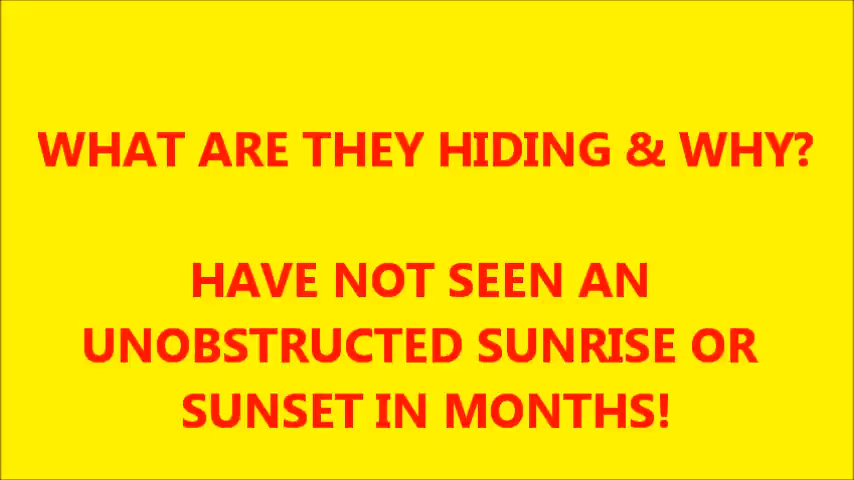 WHAT ARE THEY HIDING & WHY?
HAVE NOT SEEN AN
UNOBSTRUCTED SUNRISE OR
SUNSET IN MONTHS!